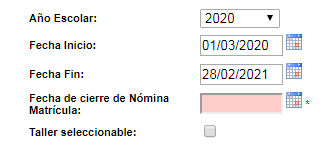 Año Escolar: 2020
Fecha Inicio: 01/03/2020
Fecha Fin: 28/02/2021
Fecha de cierre de Nómina
Matrícula: *
Taller seleccionable: